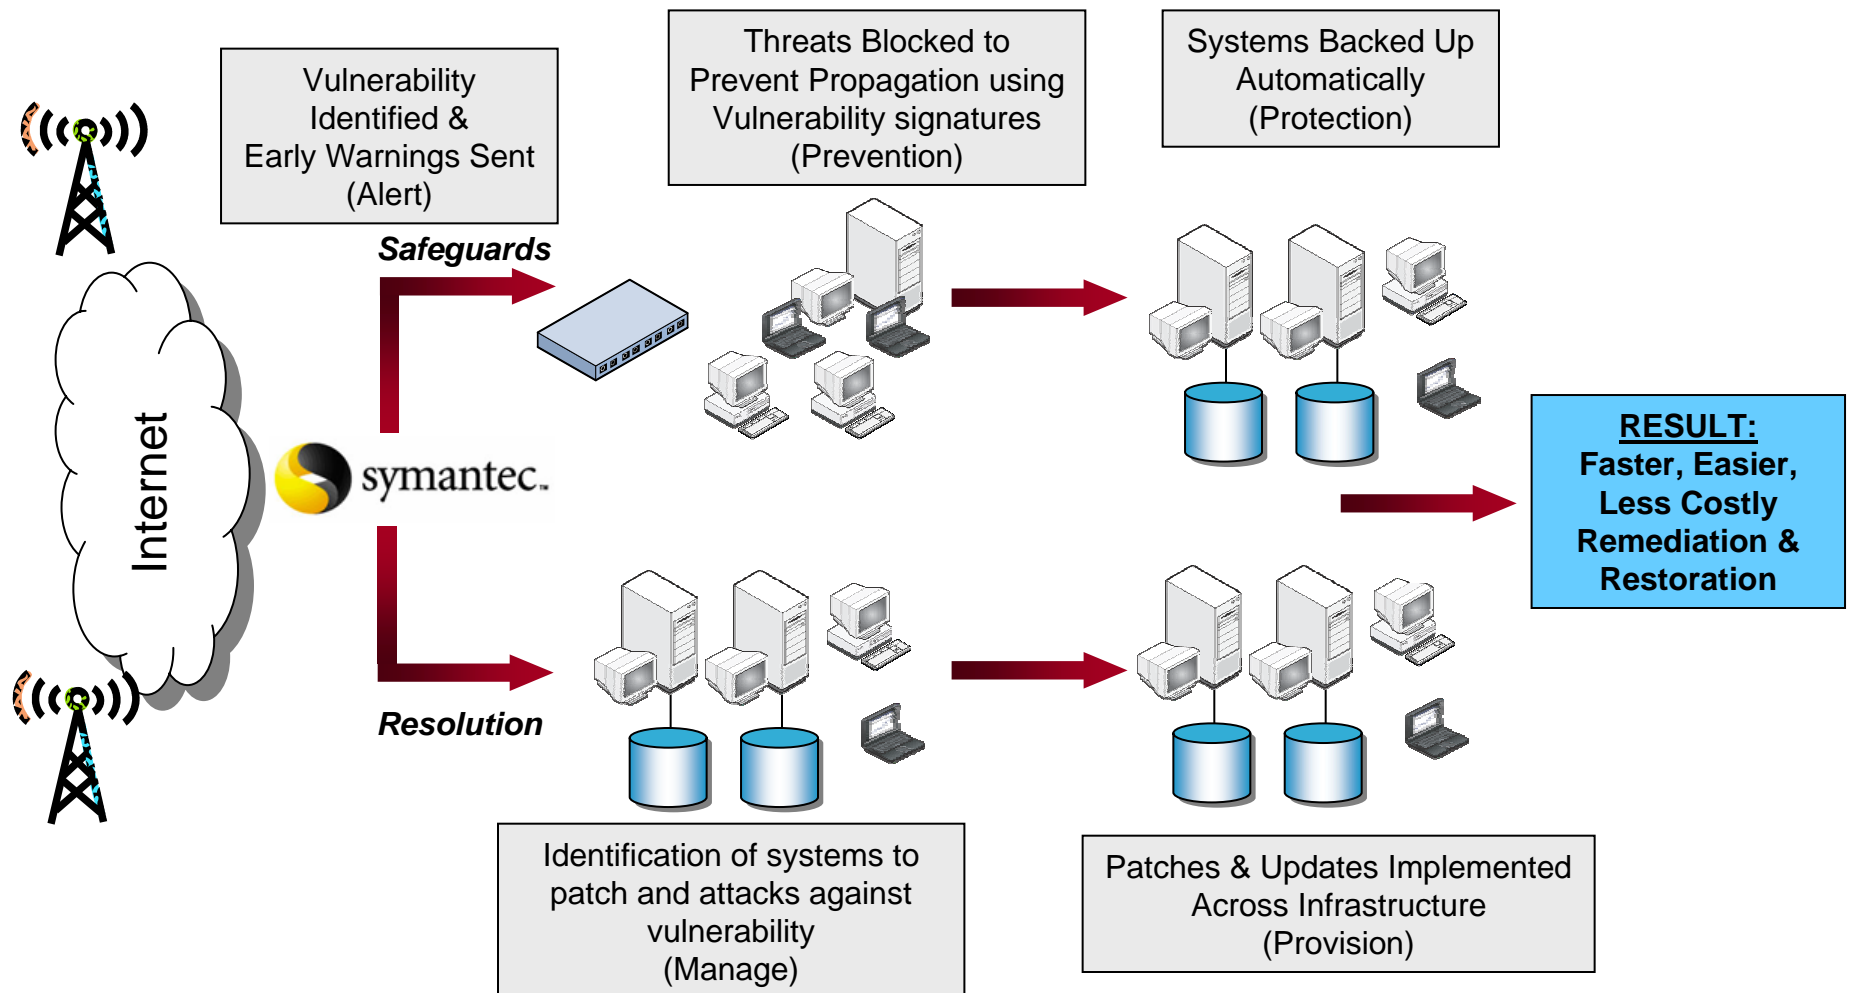 Vulnerability
Identified &
Early Warnings Sent
(Alert)
Threats Blocked to
Prevent Propagation using
Vulnerability signatures
(Prevention)
Systems Backed Up
Automatically
(Protection)
Safeguards
Internet
symantec.™
RESULT:
Faster, Easier,
Less Costly
Remediation &
Restoration
Resolution
Identification of systems to
patch and attacks against
vulnerability
(Manage)
Patches & Updates Implemented
Across Infrastructure
(Provision)